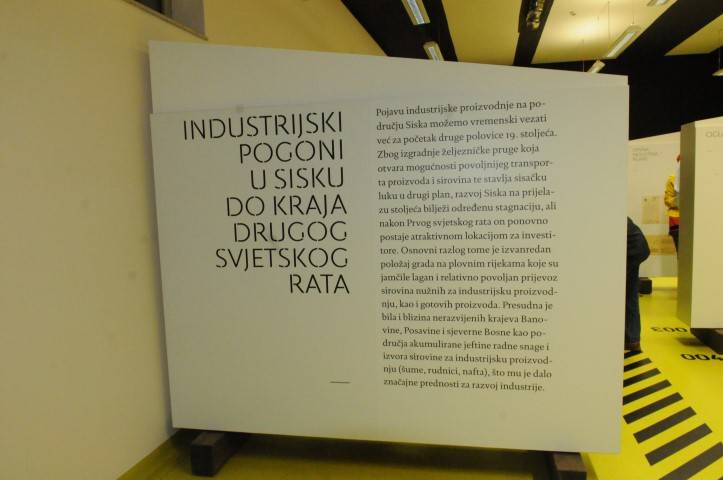 INDUSTRIJSKI
POGONI
U SISKU
DO KRAJA
DRUGOG
SVJETSKOG
RATA
Pojavu industrijske proizvodnje na po-
dručju Siska možemo vremenski vezati
već za početak druge polovice 19. stoljeća.
Zbog izgradnje željezničke pruge koja
otvara mogućnosti povoljnijeg transpor-
ta proizvoda i sirovina te stavlja sisačku
luku u drugi plan, razvoj Siska na prijela-
zu stoljeća bilježi određenu stagnaciju, ali
nakon Prvog svjetskog rata on ponovno
postaje atraktivnom lokacijom za investi-
tore. Osnovni razlog tome je izvanredan
položaj grada na plovnim rijekama koje su
jamčile lagan i relativno povoljan prijevoz
sirovina nužnih za industrijsku proizvod-
nju, kao i gotovih proizvoda. Presudna je
bila i blizina nerazvijenih krajeva Bano-
vine, Posavine i sjeverne Bosne kao po-
dručja akumulirane jeftine radne snage i
izvora sirovine za industrijsku proizvod-
nju (šume, rudnici, nafta), što mu je dalo
značajne prednosti za razvoj industrije.
003
004